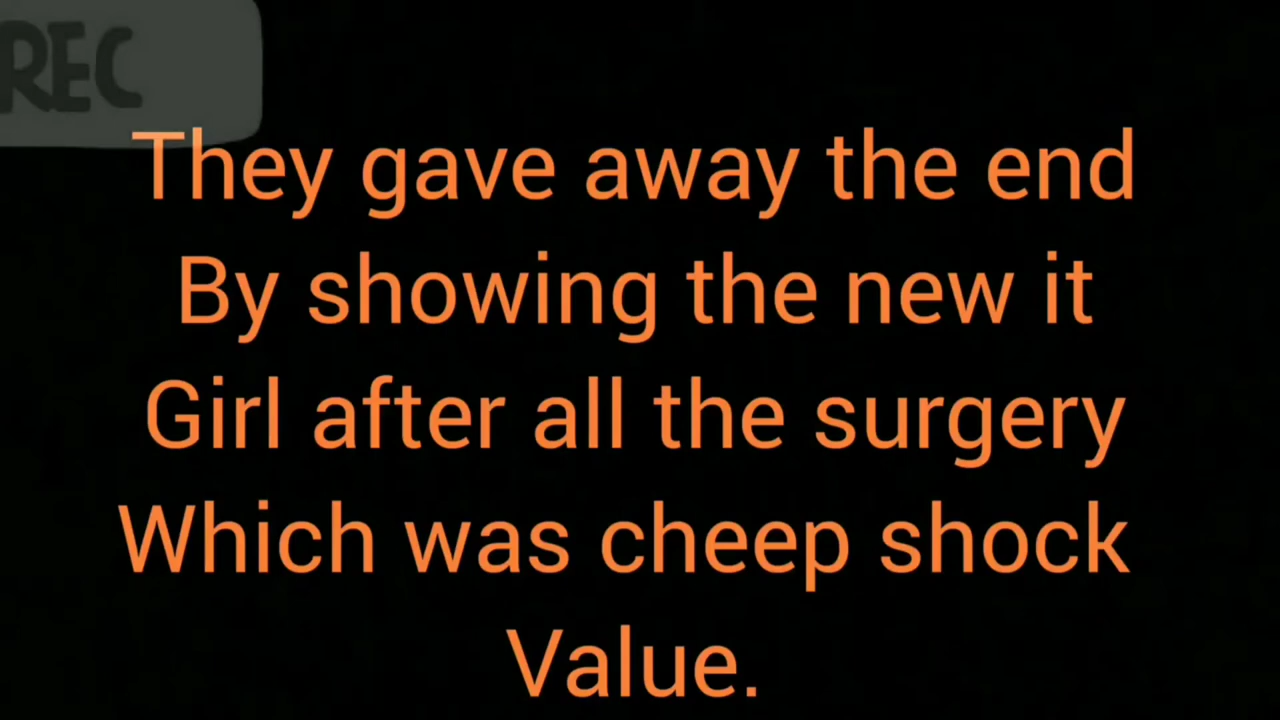 REC
They gave away the end
By showing the new it
Girl after all the surgery
Which was cheep shock
Value.